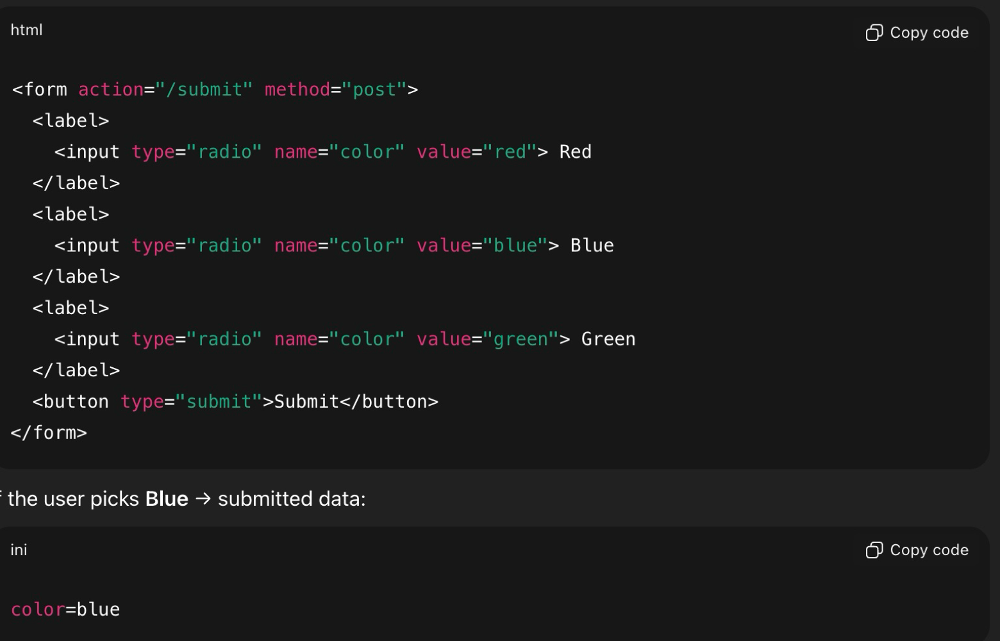 html
Copy code
<form action="/submit" method="post">
  <label>
    <input type="radio" name="color" value="red"> Red
  </label>
  <label>
    <input type="radio" name="color" value="blue"> Blue
  </label>
  <label>
    <input type="radio" name="color" value="green"> Green
  </label>
  <button type="submit">Submit</button>
</form>
the user picks Blue → submitted data:
ini
Copy code
color=blue